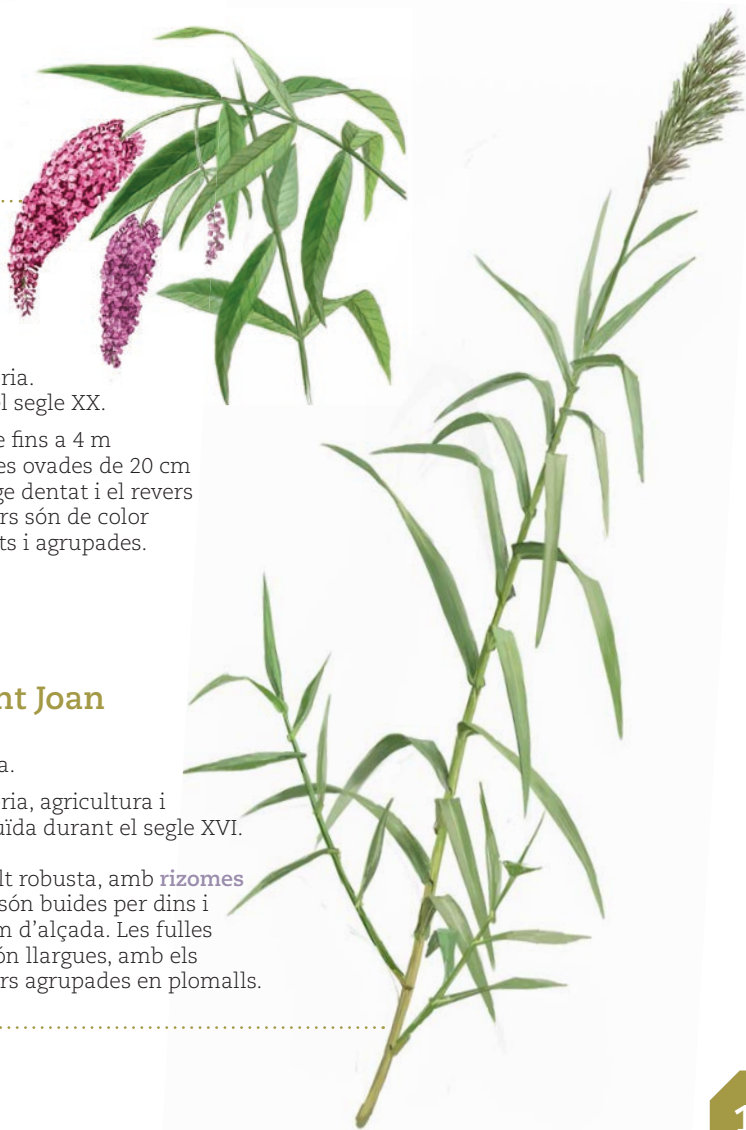 ria.
el segle XX.
e fins a 4 m
es ovades de 20 cm
ge dentat i el revers
rs són de color
ts i agrupades.
nt Joan
a.
ria, agricultura i
uïda durant el segle XVI.
lt robusta, amb rizomes
són buides per dins i
m d’alçada. Les fulles
ón llargues, amb els
rs agrupades en plomalls.